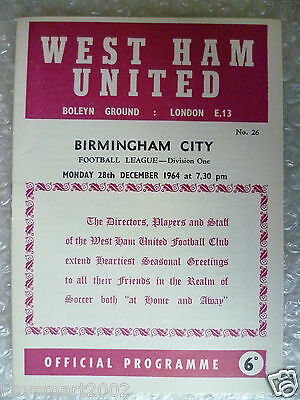 WEST HAM
UNITED
BOLEYN GROUND : LONDON E.13
No. 26
BIRMINGHAM CITY
FOOTBALL LEAGUE—Division One
MONDAY 28th DECEMBER 1964 at 7.30 pm
The Directors, Players and Staff
of the West Ham United Football Club
extend Heartiest Seasonal Greetings
to all their Friends in the Realm of
Soccer both "at Home and Away"
OFFICIAL PROGRAMME 6D